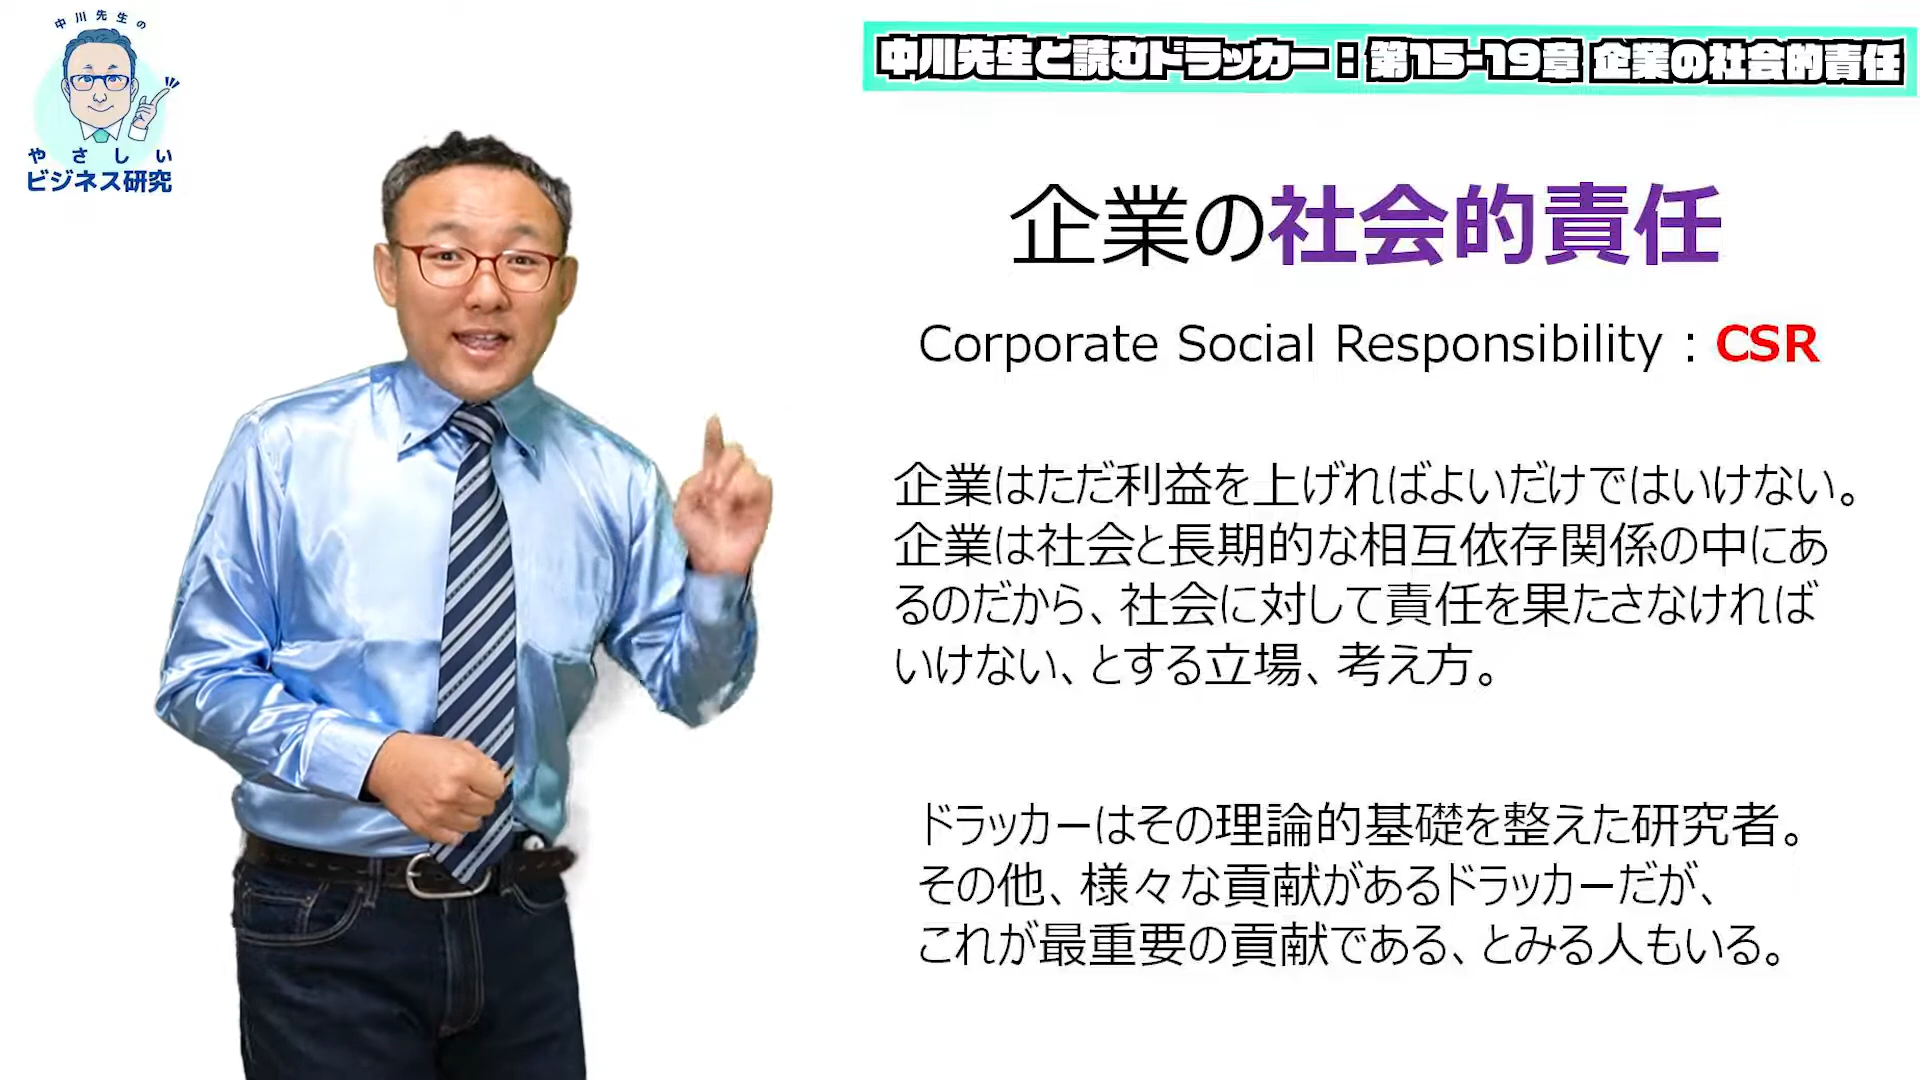 中川先生の
やさしい
ビジネス研究
中川先生と読むドラッカー：第15-19章 企業の社会的責任
企業の社会的責任
Corporate Social Responsibility：CSR
企業はただ利益を上げればよいだけではいけない。
企業は社会と長期的な相互依存関係の中にあ
るのだから、社会に対して責任を果たさなければ
いけない、とする立場、考え方。
ドラッカーはその理論的基礎を整えた研究者。
その他、様々な貢献があるドラッカーだが、
これが最重要の貢献である、とみる人もいる。